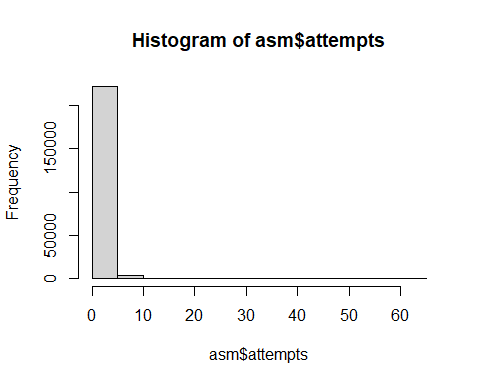 Histogram of asm$attempts
Frequency
150000
50000
0
0 10 20 30 40 50 60
asm$attempts